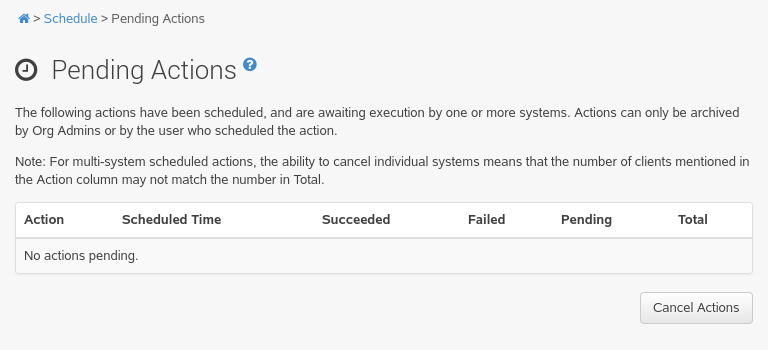 > Schedule > Pending Actions
Pending Actions ?
The following actions have been scheduled, and are awaiting execution by one or more systems. Actions can only be archived
by Org Admins or by the user who scheduled the action.
Note: For multi-system scheduled actions, the ability to cancel individual systems means that the number of clients mentioned in
the Action column may not match the number in Total.
Action Scheduled Time Succeeded Failed Pending Total
No actions pending.
Cancel Actions